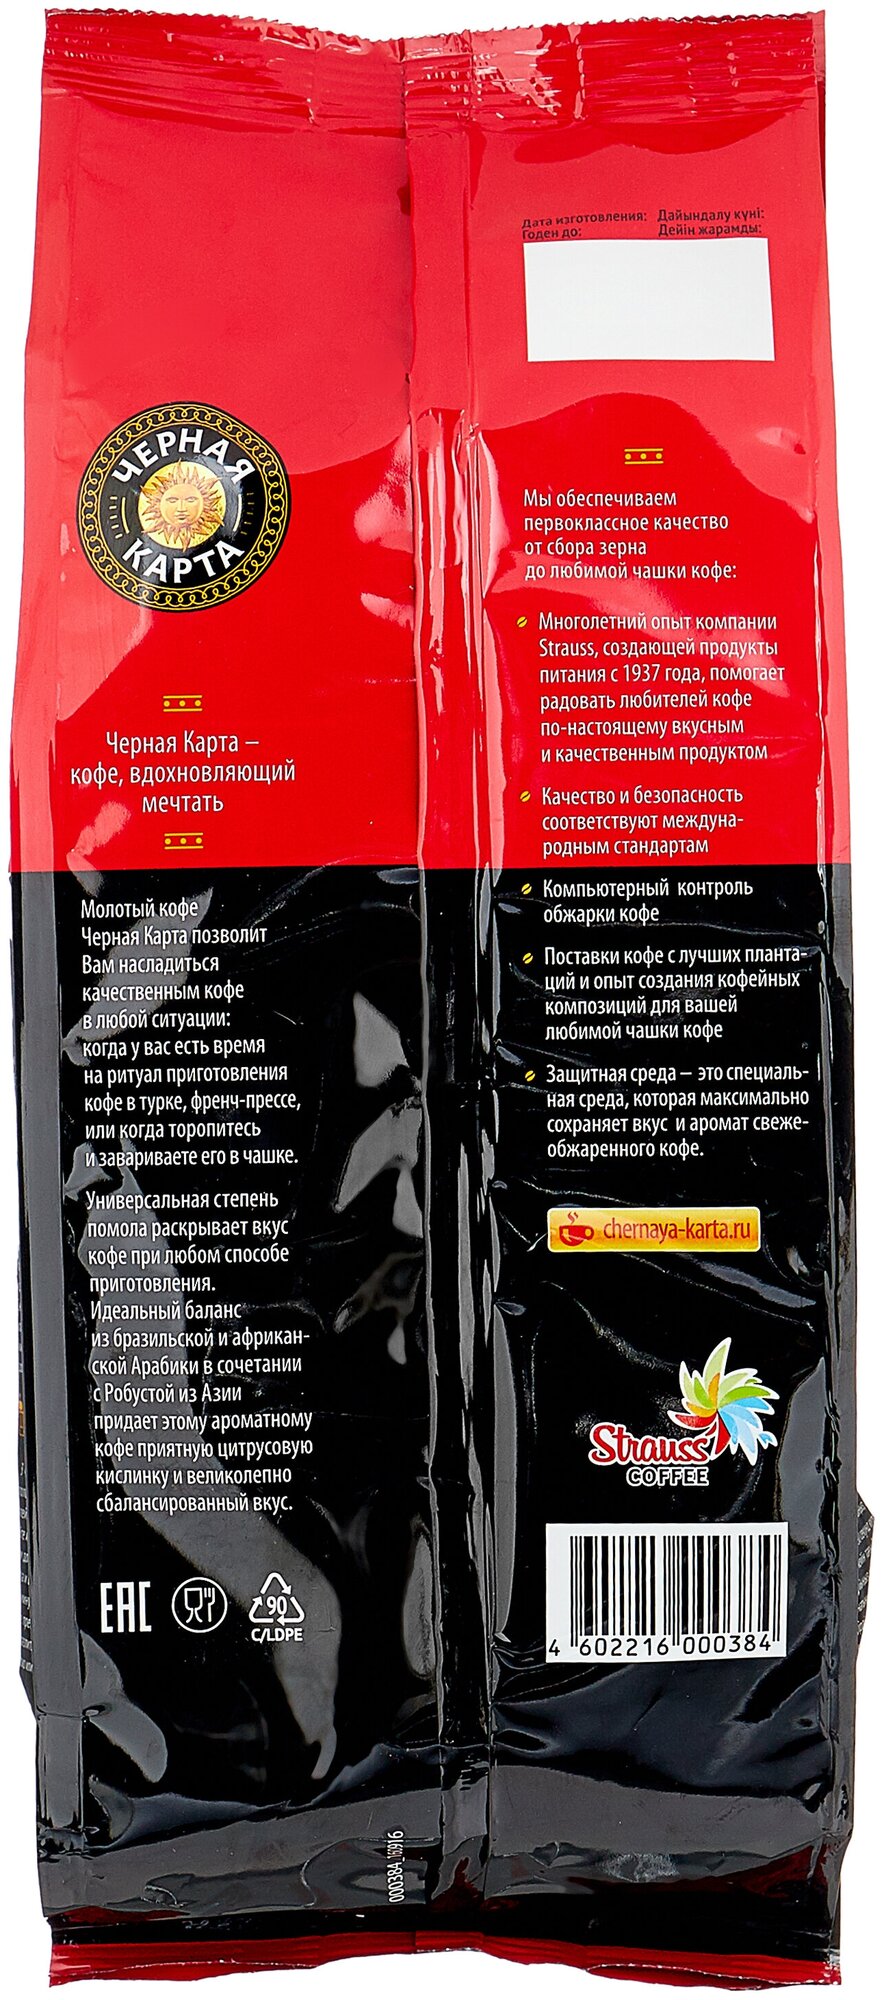 Дата изготовления: Дайындалу күні:
Годен до: Дейін жарамды:
ЧЕРНАЯ
КАРТА
Черная Карта –
кофе, вдохновляющий
мечтать
Молотый кофе
Черная Карта позволит
Вам насладиться
качественным кофе
в любой ситуации:
когда у вас есть время
на ритуал приготовления
кофе в турке, френч-прессе,
или когда торопитесь
и завариваете его в чашке.
Универсальная степень
помола раскрывает вкус
кофе при любом способе
приготовления.
Идеальный баланс
из бразильской и африкан-
ской Арабики в сочетании
с Робустой из Азии
придает этому ароматному
кофе приятную цитрусовую
кислинку и великолепно
сбалансированный вкус.
EAC
90
C/LDPE
Мы обеспечиваем
первоклассное качество
от сбора зерна
до любимой чашки кофе:
Многолетний опыт компании
Strauss, создающей продукты
питания с 1937 года, помогает
радовать любителей кофе
по-настоящему вкусным
и качественным продуктом
Качество и безопасность
соответствуют междуна-
родным стандартам
Компьютерный контроль
обжарки кофе
Поставки кофе с лучших планта-
ций и опыт создания кофейных
композиций для вашей
любимой чашки кофе
Защитная среда – это специаль-
ная среда, которая максимально
сохраняет вкус и аромат свеже-
обжаренного кофе.
chernaya-karta.ru
Strauss
COFFEE
4 602216 000384
000384_160916